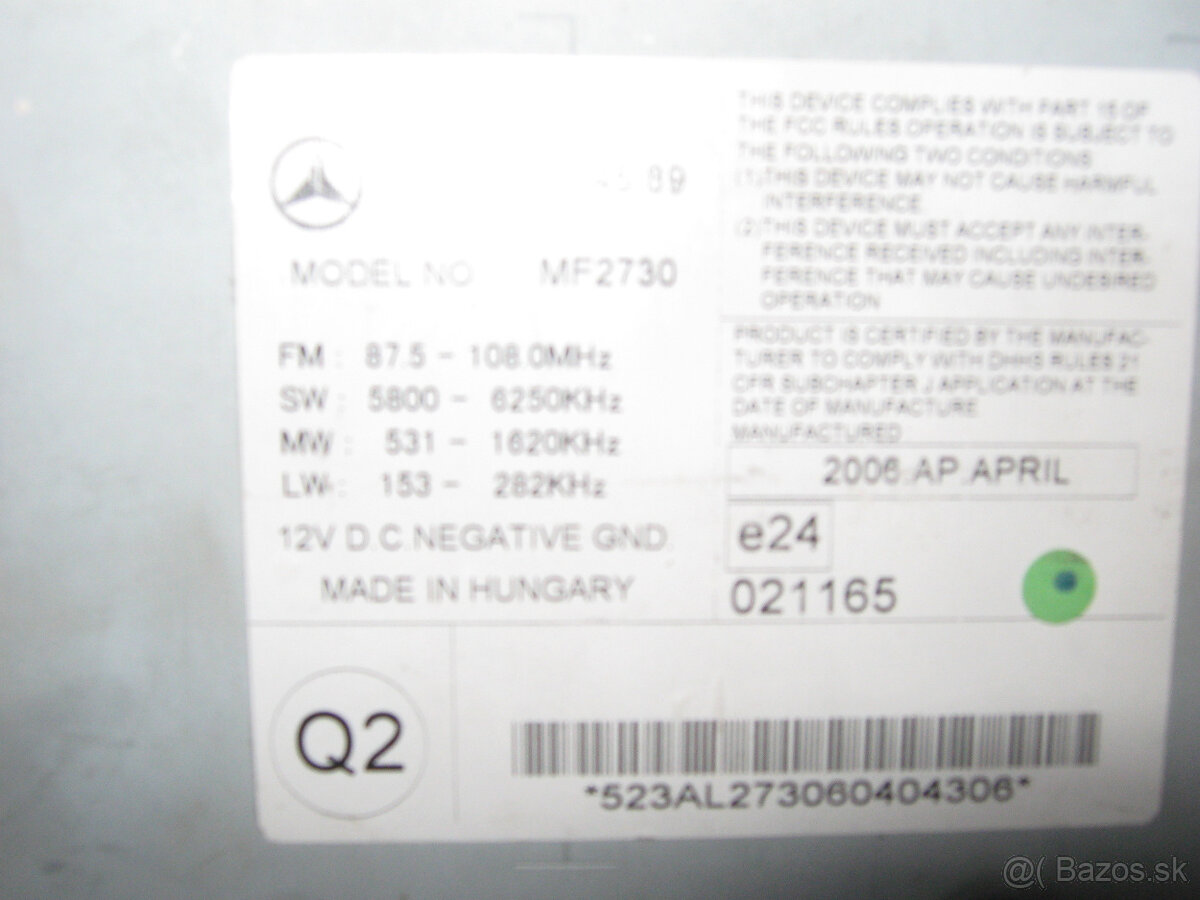 89
MODEL NO MF2730
FM : 87.5 - 108.0MHz
SW : 5800 - 6250KHz
MW : 531 - 1620KHz
LW : 153 - 282KHz
12V D.C. NEGATIVE GND.
MADE IN HUNGARY
THIS DEVICE COMPLIES WITH PART 15 OF
THE FCC RULES OPERATION IS SUBJECT TO
THE FOLLOWING TWO CONDITIONS
(1) THIS DEVICE MAY NOT CAUSE HARMFUL
INTERFERENCE
(2) THIS DEVICE MUST ACCEPT ANY INTER-
FERENCE RECEIVED INCLUDING INTER-
FERENCE THAT MAY CAUSE UNDESIRED
OPERATION
PRODUCT IS CERTIFIED BY THE MANUFAC-
TURER TO COMPLY WITH DHHS RULES 21
CFR SUBCHAPTER J APPLICATION AT THE
DATE OF MANUFACTURE
MANUFACTURED
2006.AP.APRIL
e24
021165
Q2
*523AL273060404306*
@( Bazos.sk